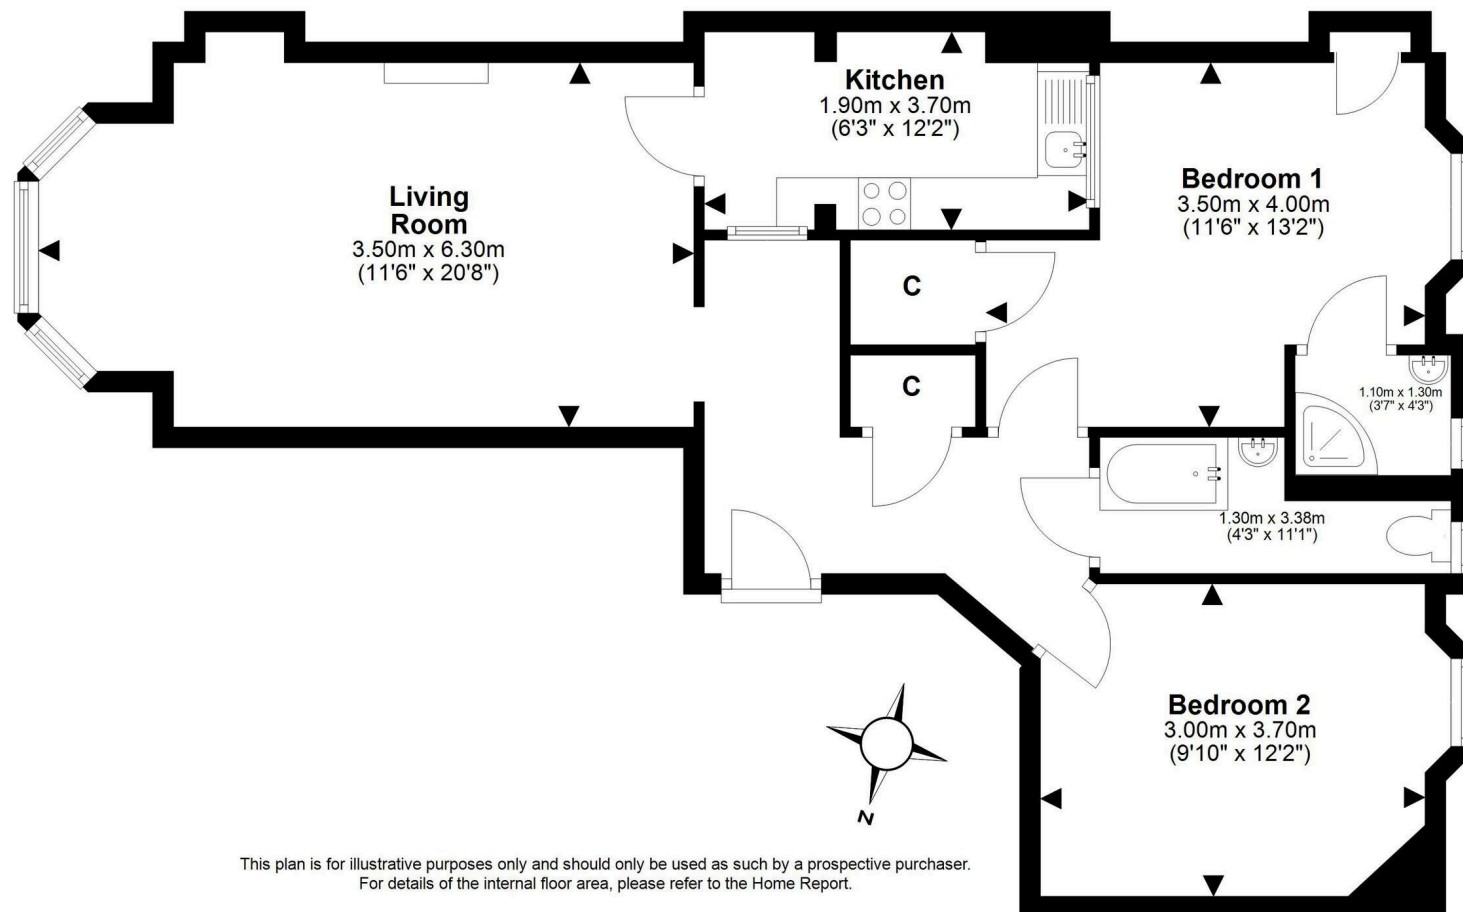 Kitchen
1.90m x 3.70m
(6'3" x 12'2")
Living
Room
3.50m x 6.30m
(11'6" x 20'8")
Bedroom 1
3.50m x 4.00m
(11'6" x 13'2")
C
C
1.10m x 1.30m
(3'7" x 4'3")
1.30m x 3.38m
(4'3" x 11'1")
Bedroom 2
3.00m x 3.70m
(9'10" x 12'2")
N
This plan is for illustrative purposes only and should only be used as such by a prospective purchaser.
For details of the internal floor area, please refer to the Home Report.